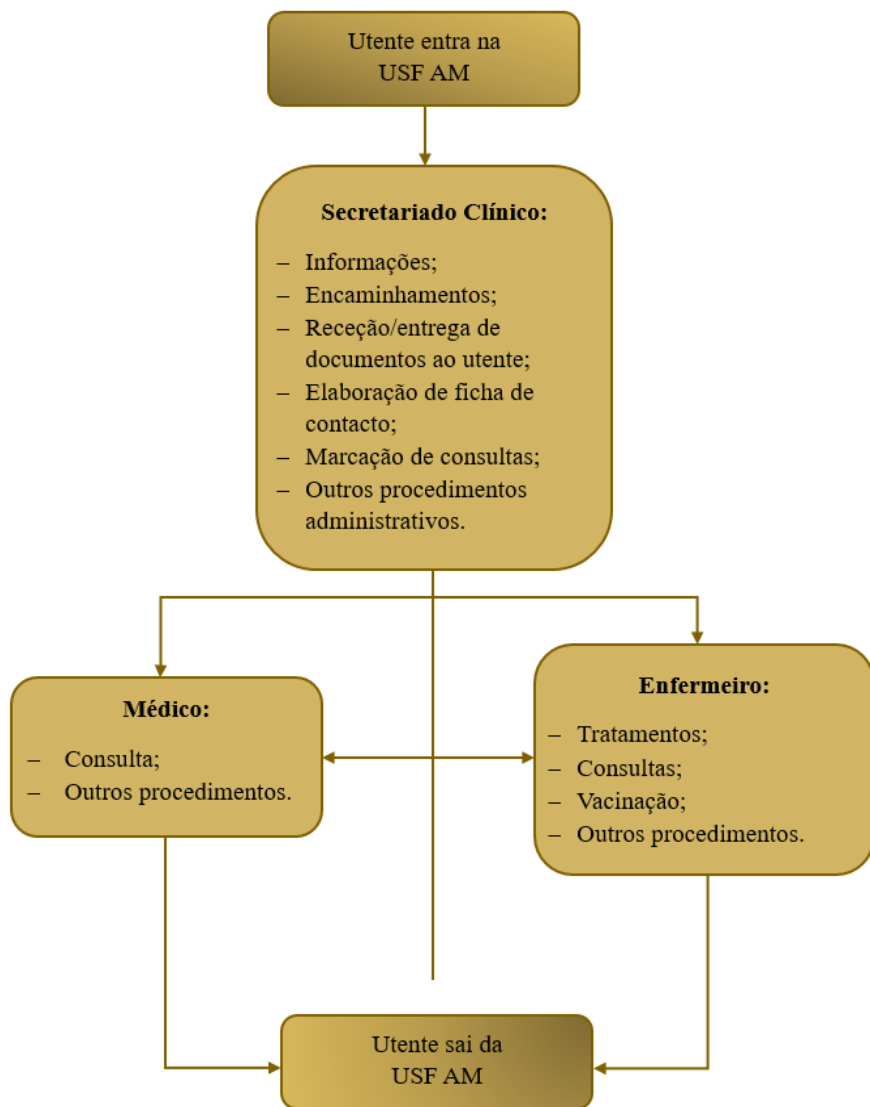 Utente entra na
USF AM
Secretariado Clínico:
– Informações;
– Encaminhamentos;
– Receção/entrega de
documentos ao utente;
– Elaboração de ficha de
contacto;
– Marcação de consultas;
– Outros procedimentos
administrativos.
Médico:
– Consulta;
– Outros procedimentos.
Enfermeiro:
– Tratamentos;
– Consultas;
– Vacinação;
– Outros procedimentos.
Utente sai da
USF AM